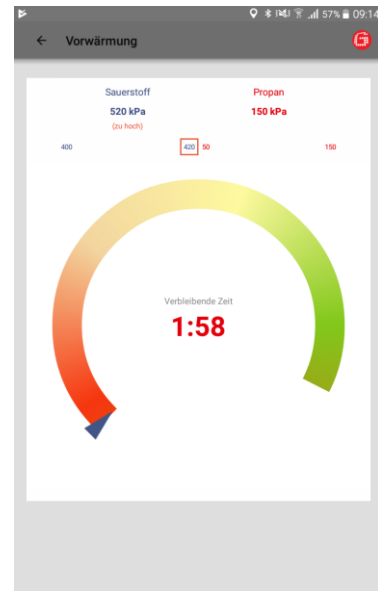 57% 09:14
Vorwärmung
Sauerstoff Propan
520 kPa 150 kPa
(zu hoch)
400 420 50 150
Verbleibende Zeit
1:58